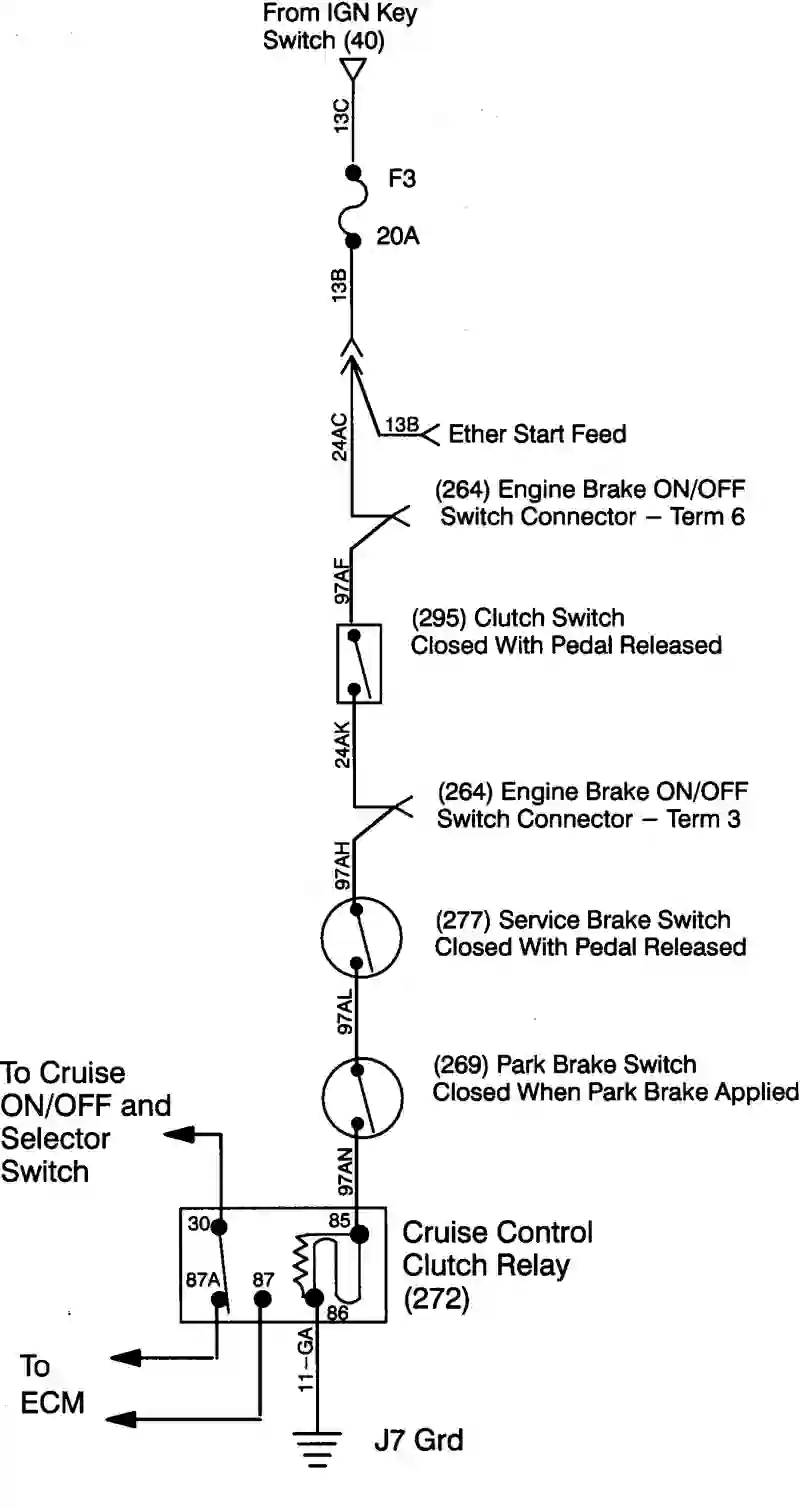 From IGN Key
Switch (40)
13C
F3
20A
13B
24AC
13B
Ether Start Feed
(264) Engine Brake ON/OFF
Switch Connector – Term 6
97AF
(295) Clutch Switch
Closed With Pedal Released
24AK
(264) Engine Brake ON/OFF
Switch Connector – Term 3
97AH
(277) Service Brake Switch
Closed With Pedal Released
97AL
(269) Park Brake Switch
Closed When Park Brake Applied
To Cruise
ON/OFF and
Selector
Switch
97AN
30
85
87A
87
86
Cruise Control
Clutch Relay
(272)
11–GA
To
ECM
J7 Grd